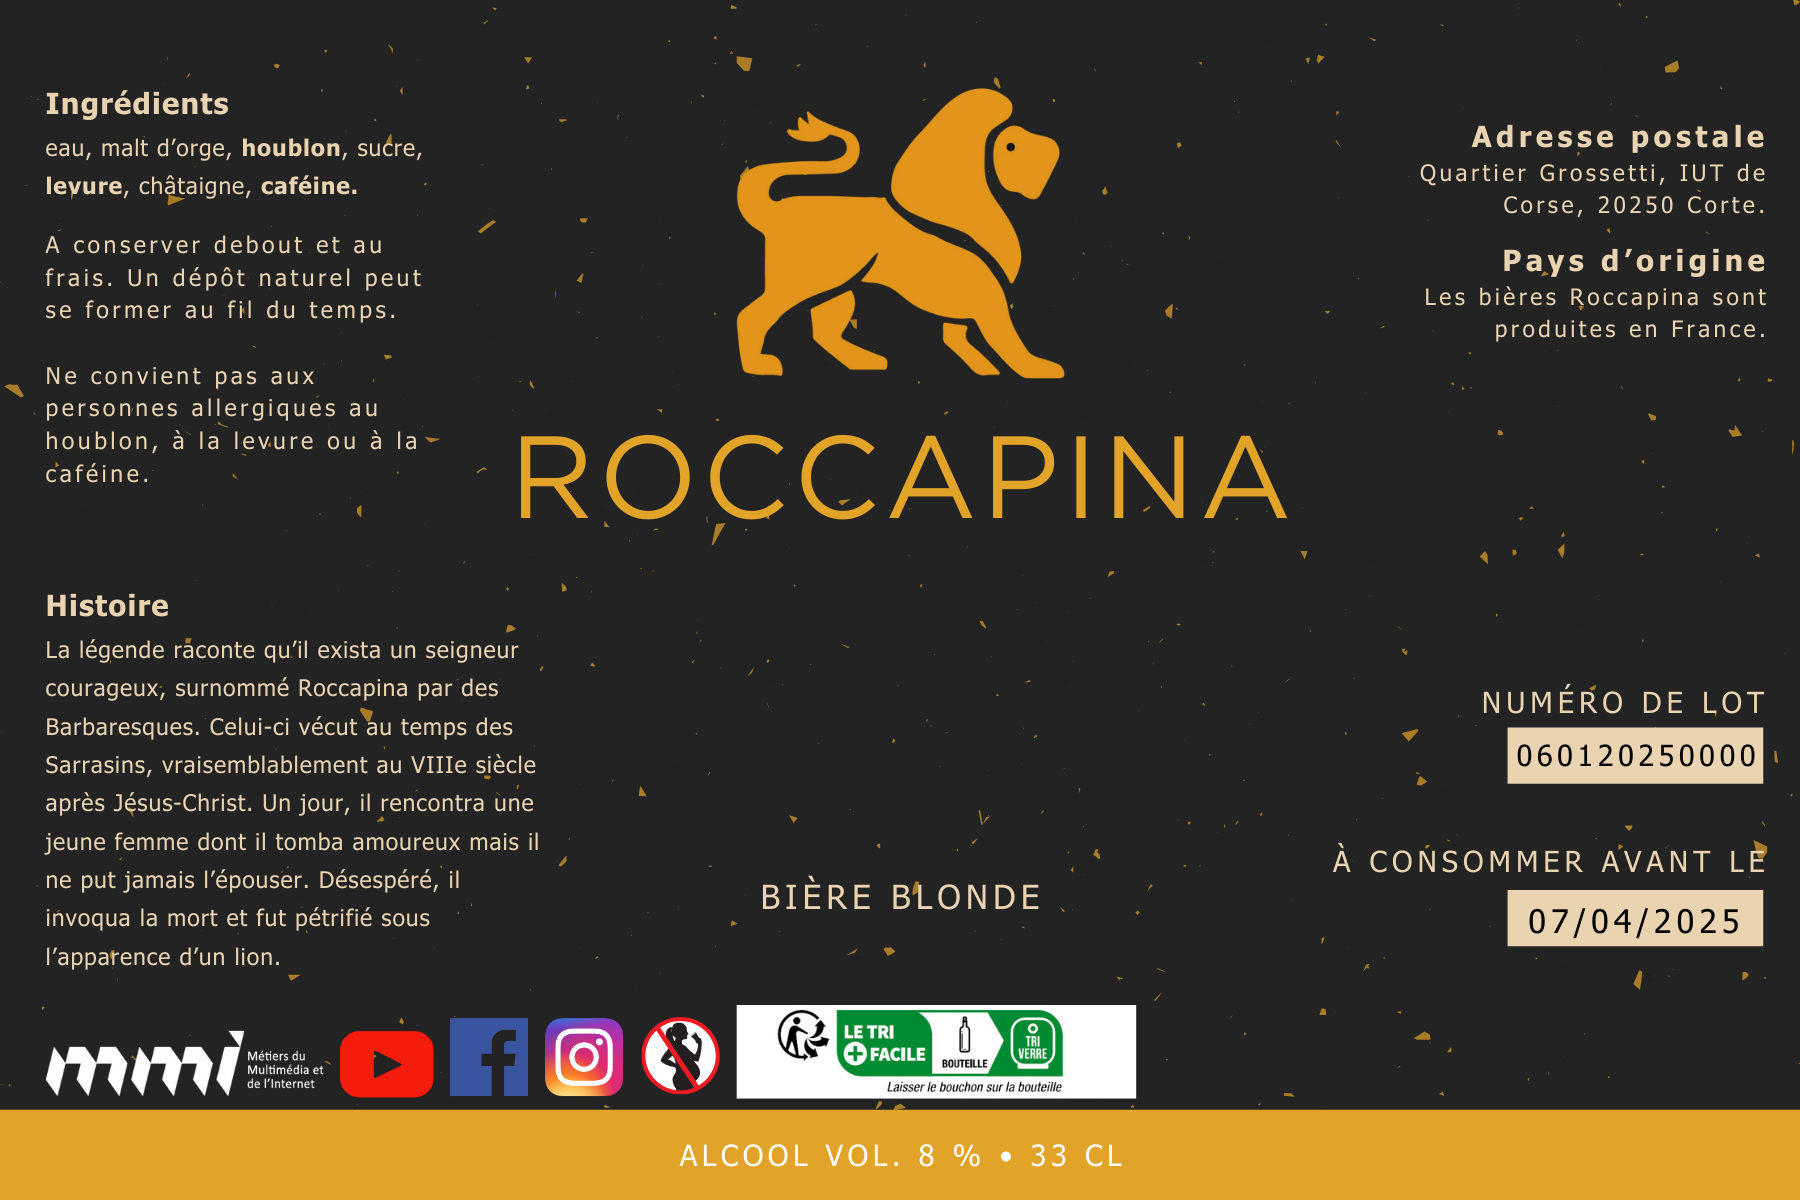 Ingrédients
eau, malt d’orge, houblon, sucre,
levure, châtaigne, caféine.
A conserver debout et au
frais. Un dépôt naturel peut
se former au fil du temps.
Ne convient pas aux
personnes allergiques au
houblon, à la levure ou à la
caféine.
Histoire
La légende raconte qu’il exista un seigneur
courageux, surnommé Roccapina par des
Barbaresques. Celui-ci vécut au temps des
Sarrasins, vraisemblablement au VIIIe siècle
après Jésus-Christ. Un jour, il rencontra une
jeune femme dont il tomba amoureux mais il
ne put jamais l’épouser. Désespéré, il
invoqua la mort et fut pétrifié sous
l’apparence d’un lion.
ROCCAPINA
BIÈRE BLONDE
Adresse postale
Quartier Grossetti, IUT de
Corse, 20250 Corte.
Pays d’origine
Les bières Roccapina sont
produites en France.
NUMÉRO DE LOT
060120250000
À CONSOMMER AVANT LE
07/04/2025
mmi
Métiers du
Multimédia et
de l’Internet
f
LE TRI
+ FACILE
BOUTEILLE
TRI
VERRE
Laisser le bouchon sur la bouteille
ALCOOL VOL. 8 % • 33 CL